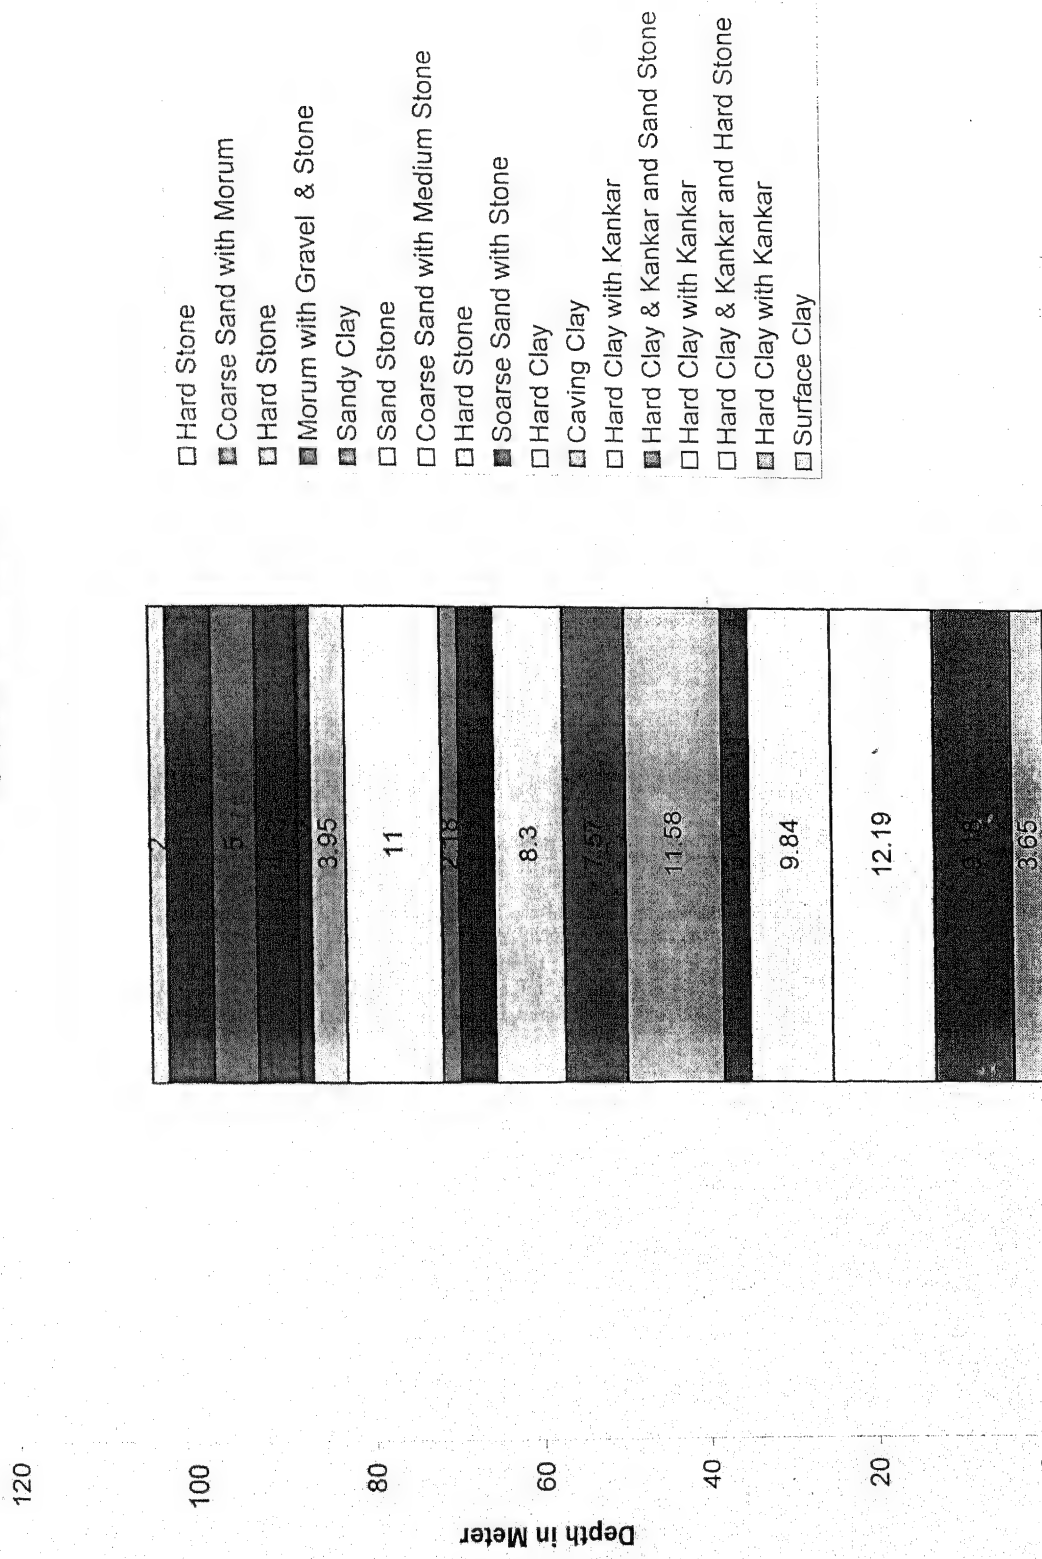 120
100
80
60
40
20
Depth in Meter
2
5
3.95
11
2.18
8.3
7.57
11.58
9.84
12.19
3.65
Hard Stone
Coarse Sand with Morum
Hard Stone
Morum with Gravel & Stone
Sandy Clay
Sand Stone
Coarse Sand with Medium Stone
Hard Stone
Soarse Sand with Stone
Hard Clay
Caving Clay
Hard Clay with Kankar
Hard Clay & Kankar and Sand Stone
Hard Clay with Kankar
Hard Clay & Kankar and Hard Stone
Hard Clay with Kankar
Surface Clay